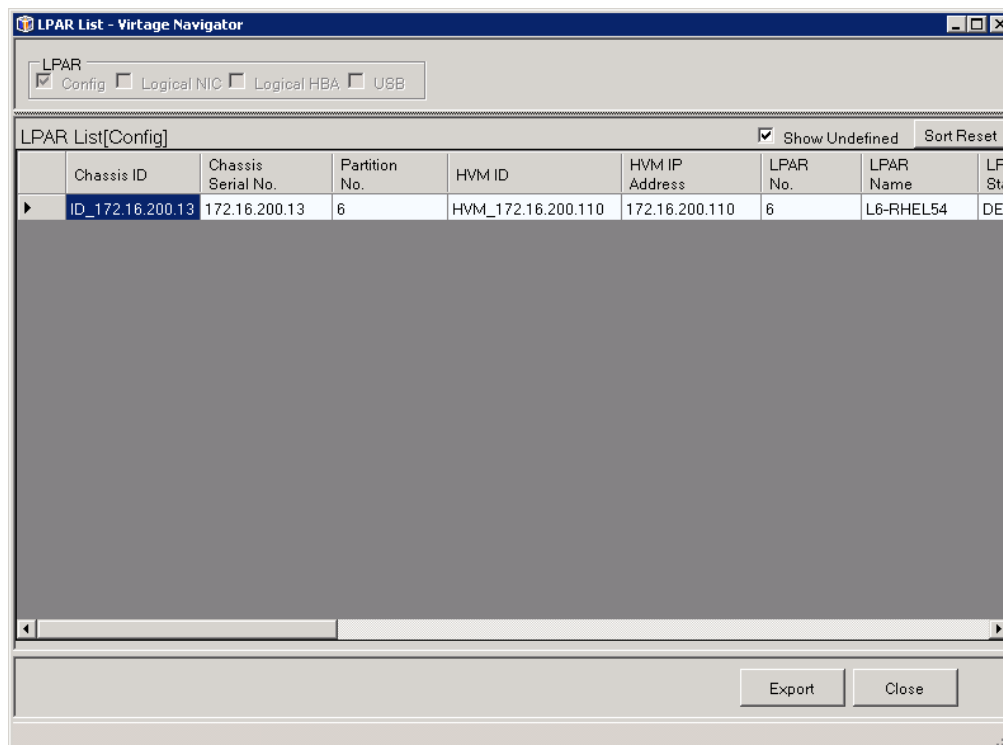 LPAR List - Virtage Navigator
LPAR
Config Logical NIC Logical HBA USB
LPAR List[Config] Show Undefined Sort Reset
Chassis ID Chassis Serial No. Partition No. HVM ID HVM IP Address LPAR No. LPAR Name
ID_172.16.200.13 172.16.200.13 6 HVM_172.16.200.110 172.16.200.110 6 L6-RHEL54 DE
Export Close